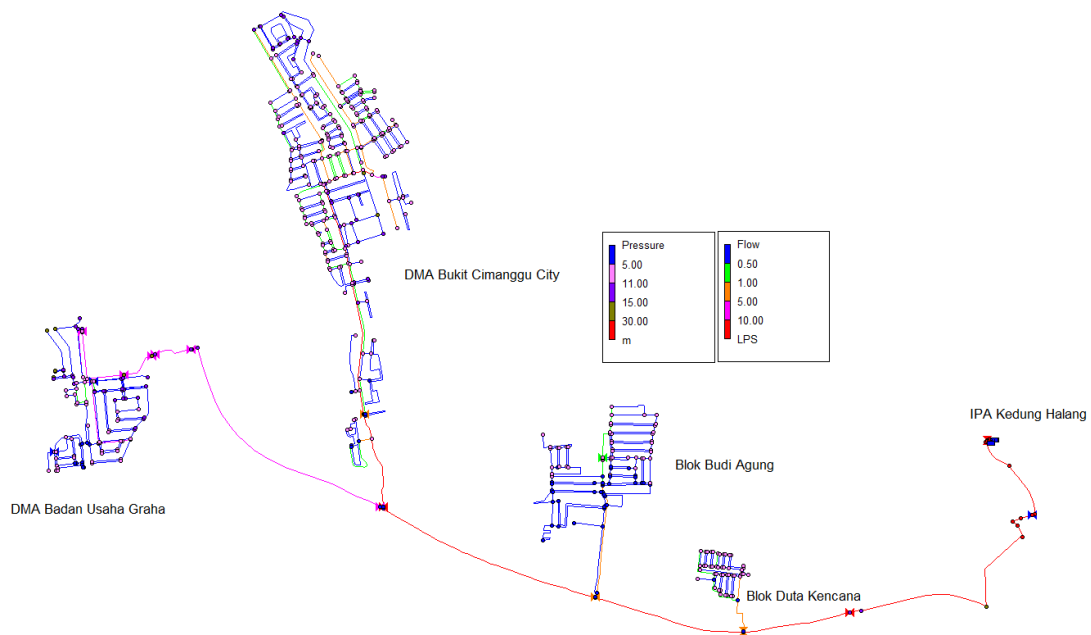 DMA Bukit Cimanggu City
Pressure
5.00
11.00
15.00
30.00
m
Flow
0.50
1.00
5.00
10.00
LPS
IPA Kedung Halang
Blok Budi Agung
DMA Badan Usaha Graha
Blok Duta Kencana